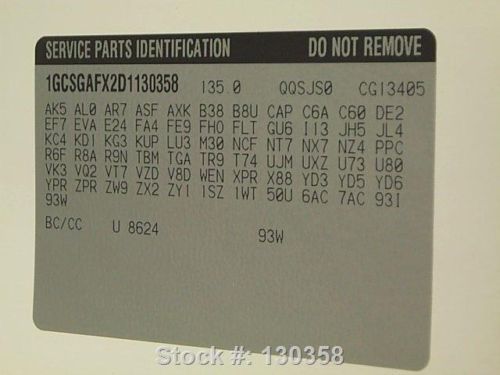 SERVICE PARTS IDENTIFICATION DO NOT REMOVE
1GCSGAFX2D1130358 135.0 QQSJS0 CG13405
AK5 AL0 AR7 ASF AXK B38 B8U CAP C6A C60 DE2
EF7 EVA E24 FA4 FE9 FHO FLT GU6 I13 JH5 JL4
KC4 KDI KG3 KUP LU3 M30 NCF NT7 NX7 NZ4 PPC
R6F R8A R9N TBM TGA TR9 T74 UJM UXZ U73 U80
VK3 VQ2 VT7 VZD V8D WEN XPR X88 YD3 YD5 YD6
YPR ZPR ZW9 ZX2 ZY1 1SZ 1WT 50U 6AC 7AC 93I
93W
BC/CC U 8624 93W
Stock #: 130358